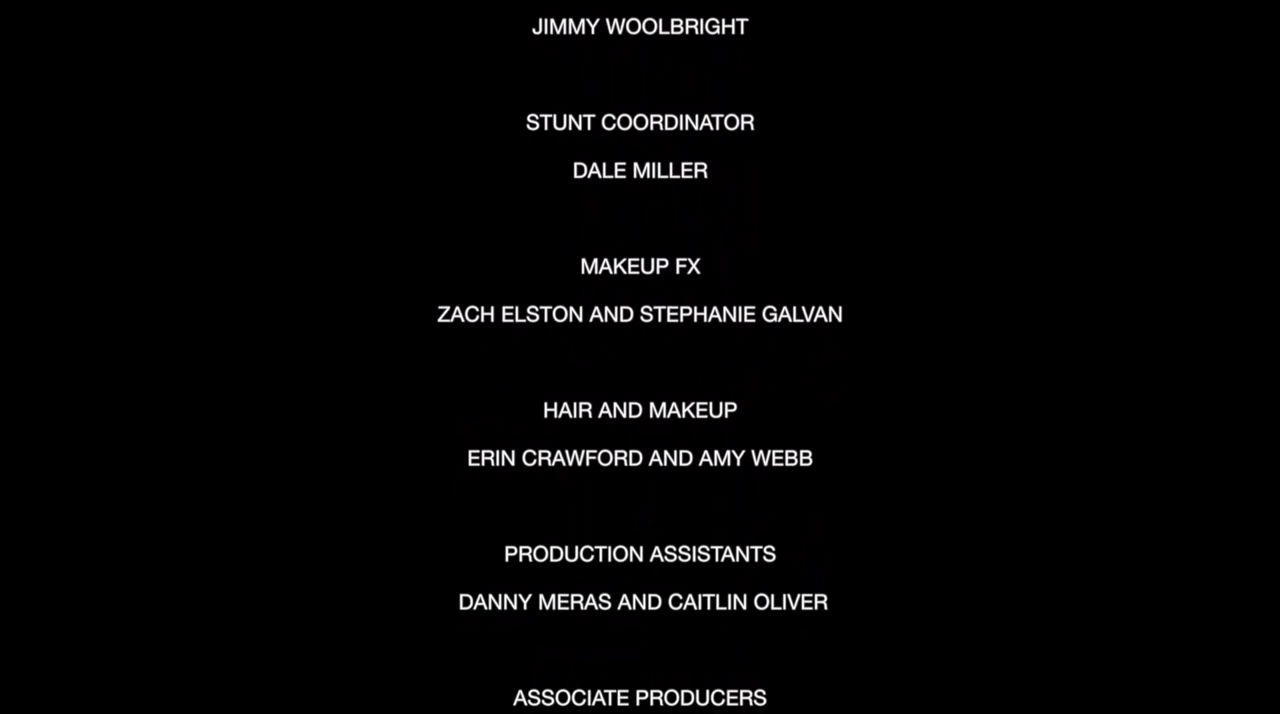 JIMMY WOOLBRIGHT
STUNT COORDINATOR
DALE MILLER
MAKEUP FX
ZACH ELSTON AND STEPHANIE GALVAN
HAIR AND MAKEUP
ERIN CRAWFORD AND AMY WEBB
PRODUCTION ASSISTANTS
DANNY MERAS AND CAITLIN OLIVER
ASSOCIATE PRODUCERS